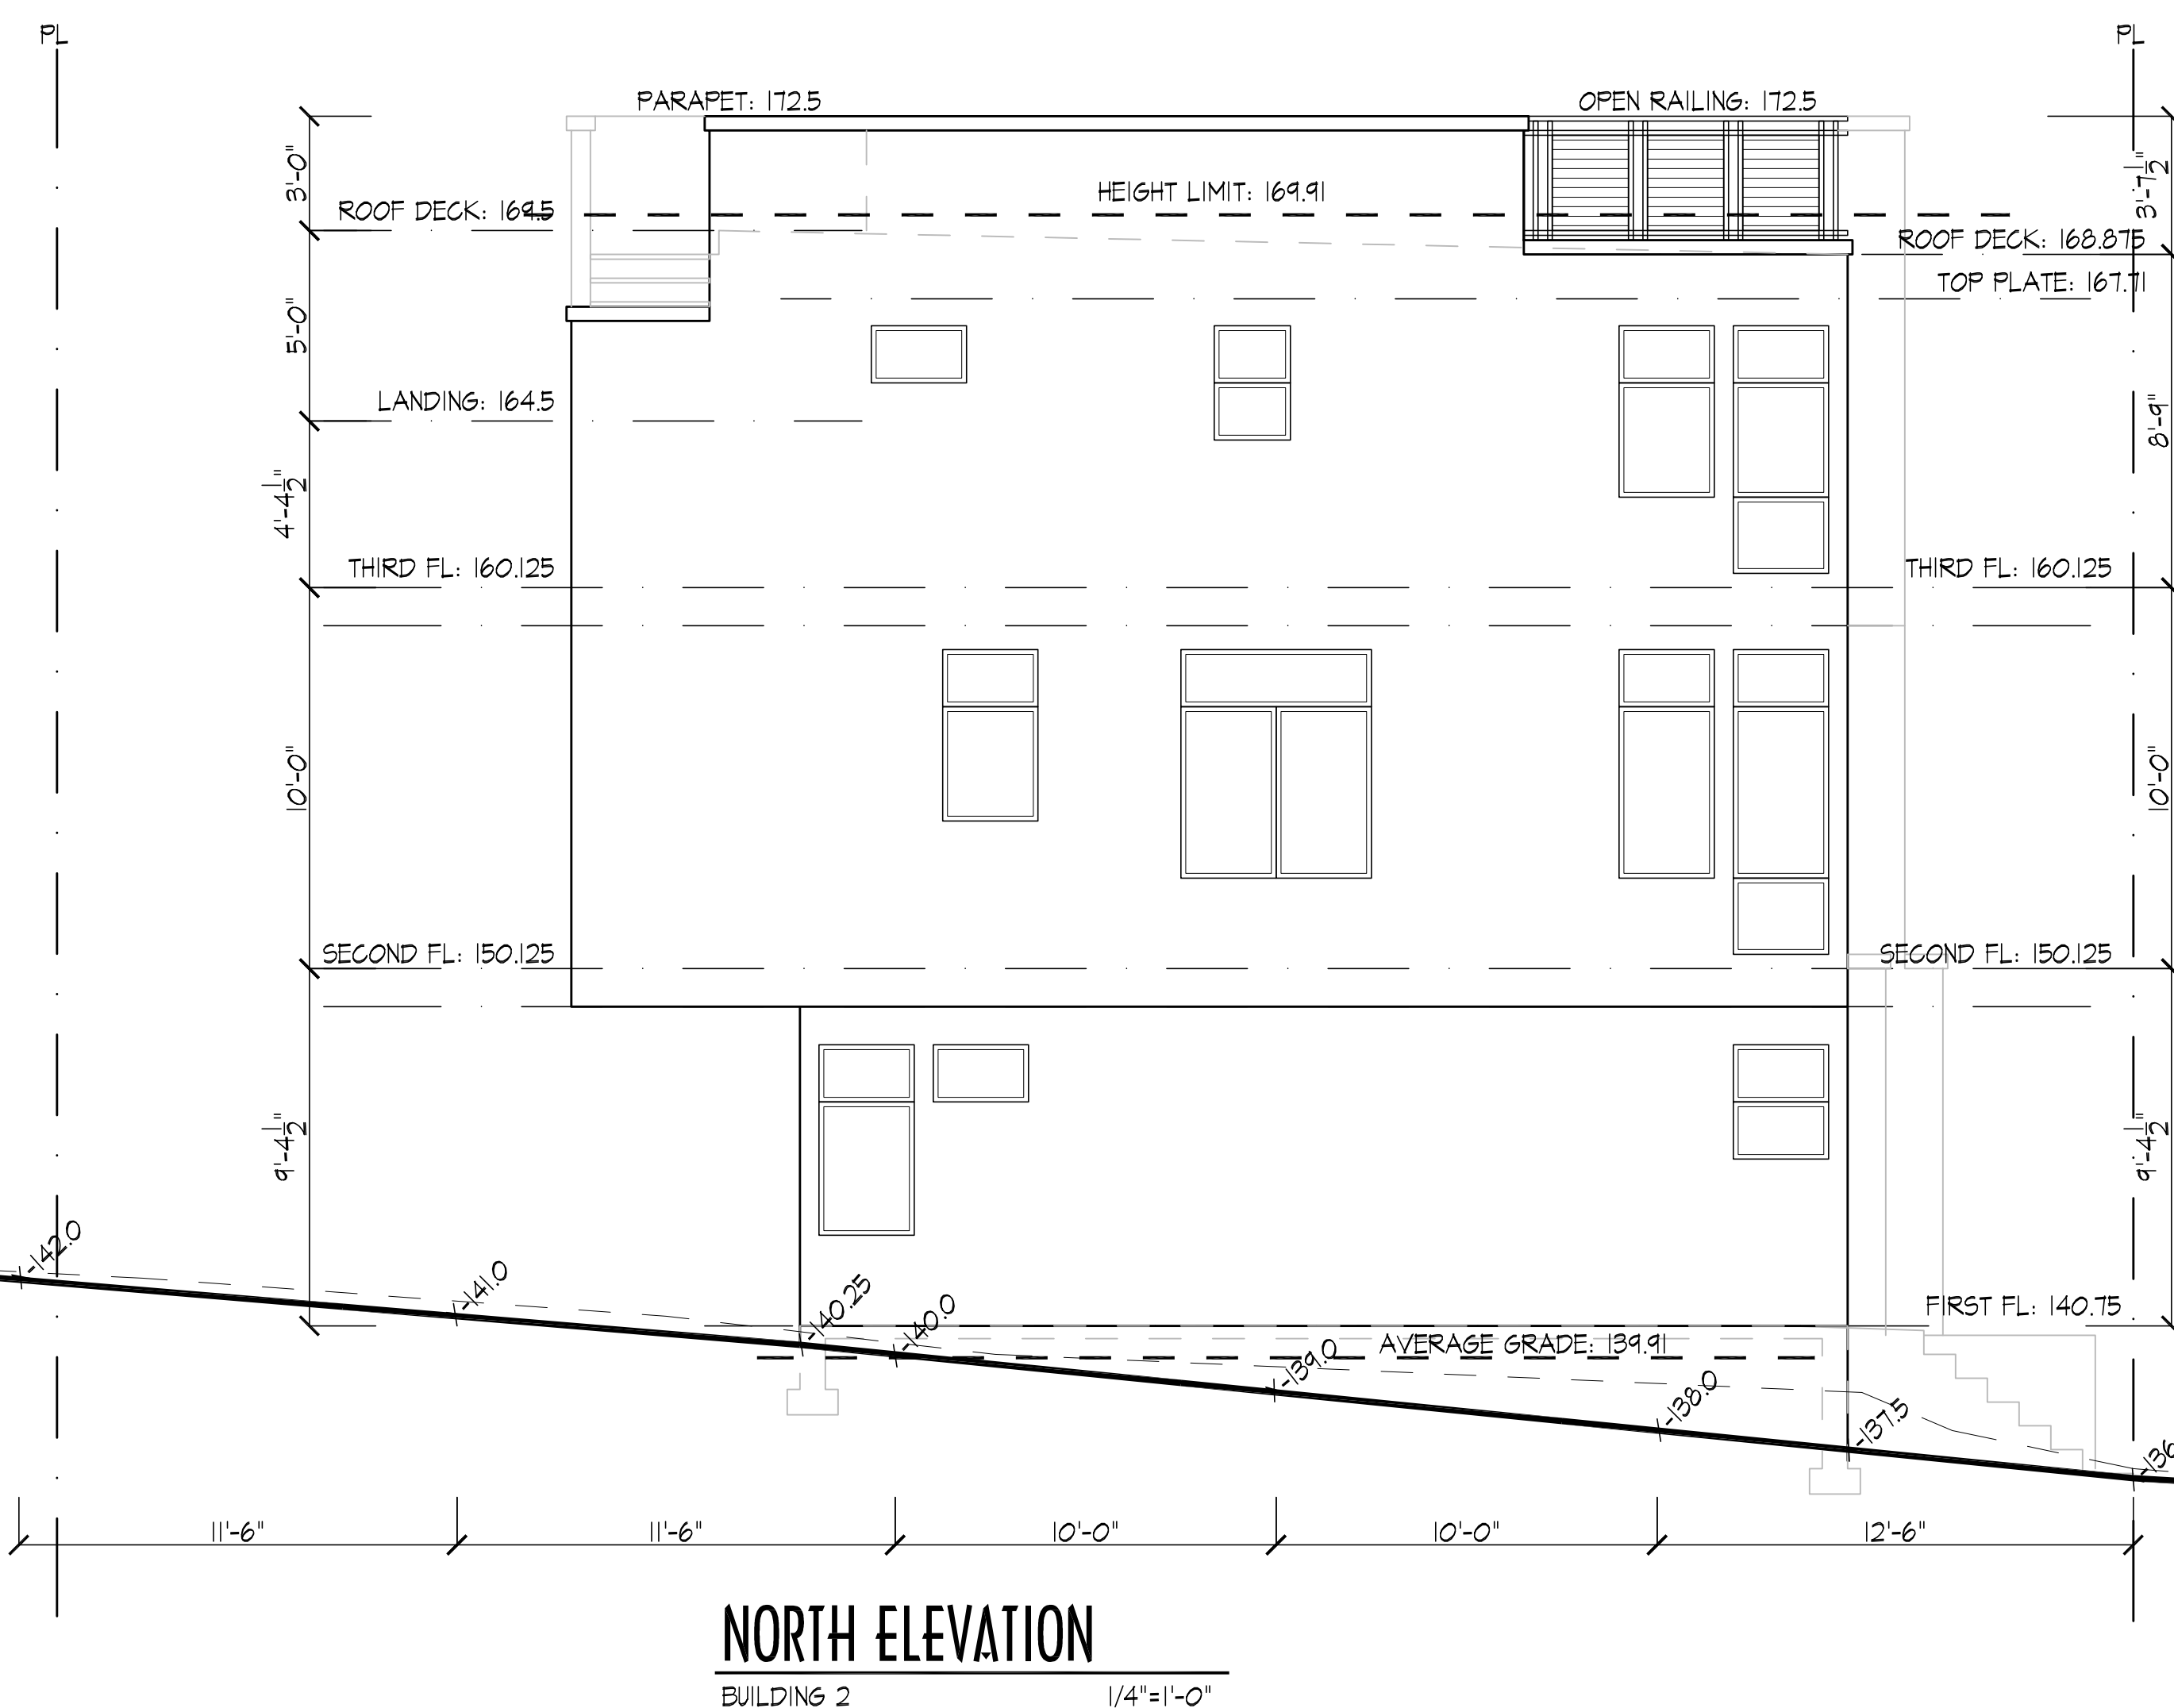 PL
PL
PARAPET: 172.5
OPEN RAILING: 172.5
3'-0"
3'-7 1/2"
HEIGHT LIMIT: 169.91
ROOF DECK: 169.5
ROOF DECK: 168.875
TOP PLATE: 167.71
5'-0"
LANDING: 164.5
8'-9"
4'-4 1/2"
THIRD FL: 160.125
THIRD FL: 160.125
10'-0"
10'-0"
SECOND FL: 150.125
SECOND FL: 150.125
9'-4 1/2"
9'-4 1/2"
-142.0
-141.0
-140.25
-140.0
FIRST FL: 140.75
AVERAGE GRADE: 139.91
-139.0
-138.0
-137.5
11'-6"
11'-6"
10'-0"
10'-0"
12'-6"
NORTH ELEVATION
BUILDING 2
1/4"=1'-0"